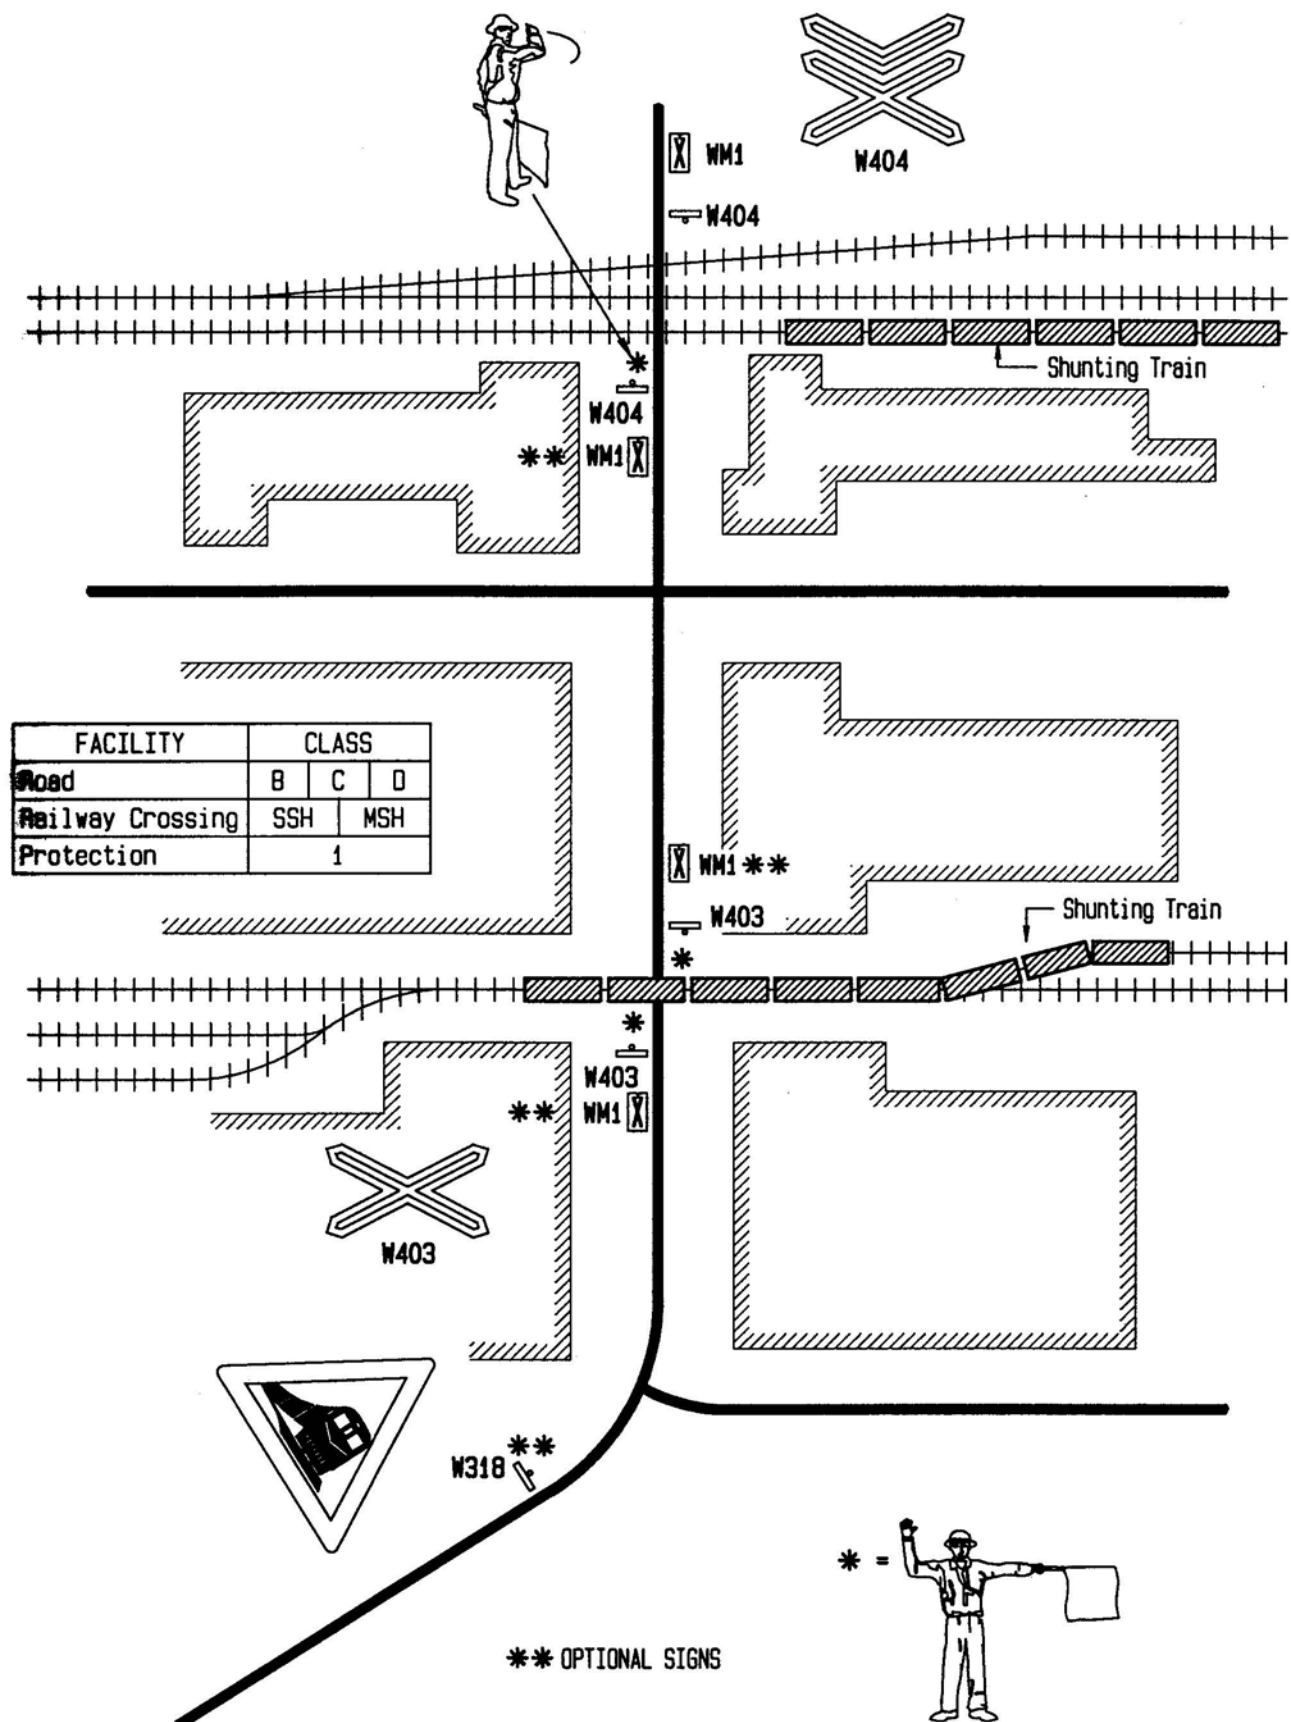 WM1
W404
W404
Shunting Train
W404
** WM1
FACILITY CLASS
Road B C D
Railway Crossing SSH MSH
Protection 1
WM1 **
W403
Shunting Train
*
*
*
W403
** WM1
W403
**
W318
* =
** OPTIONAL SIGNS